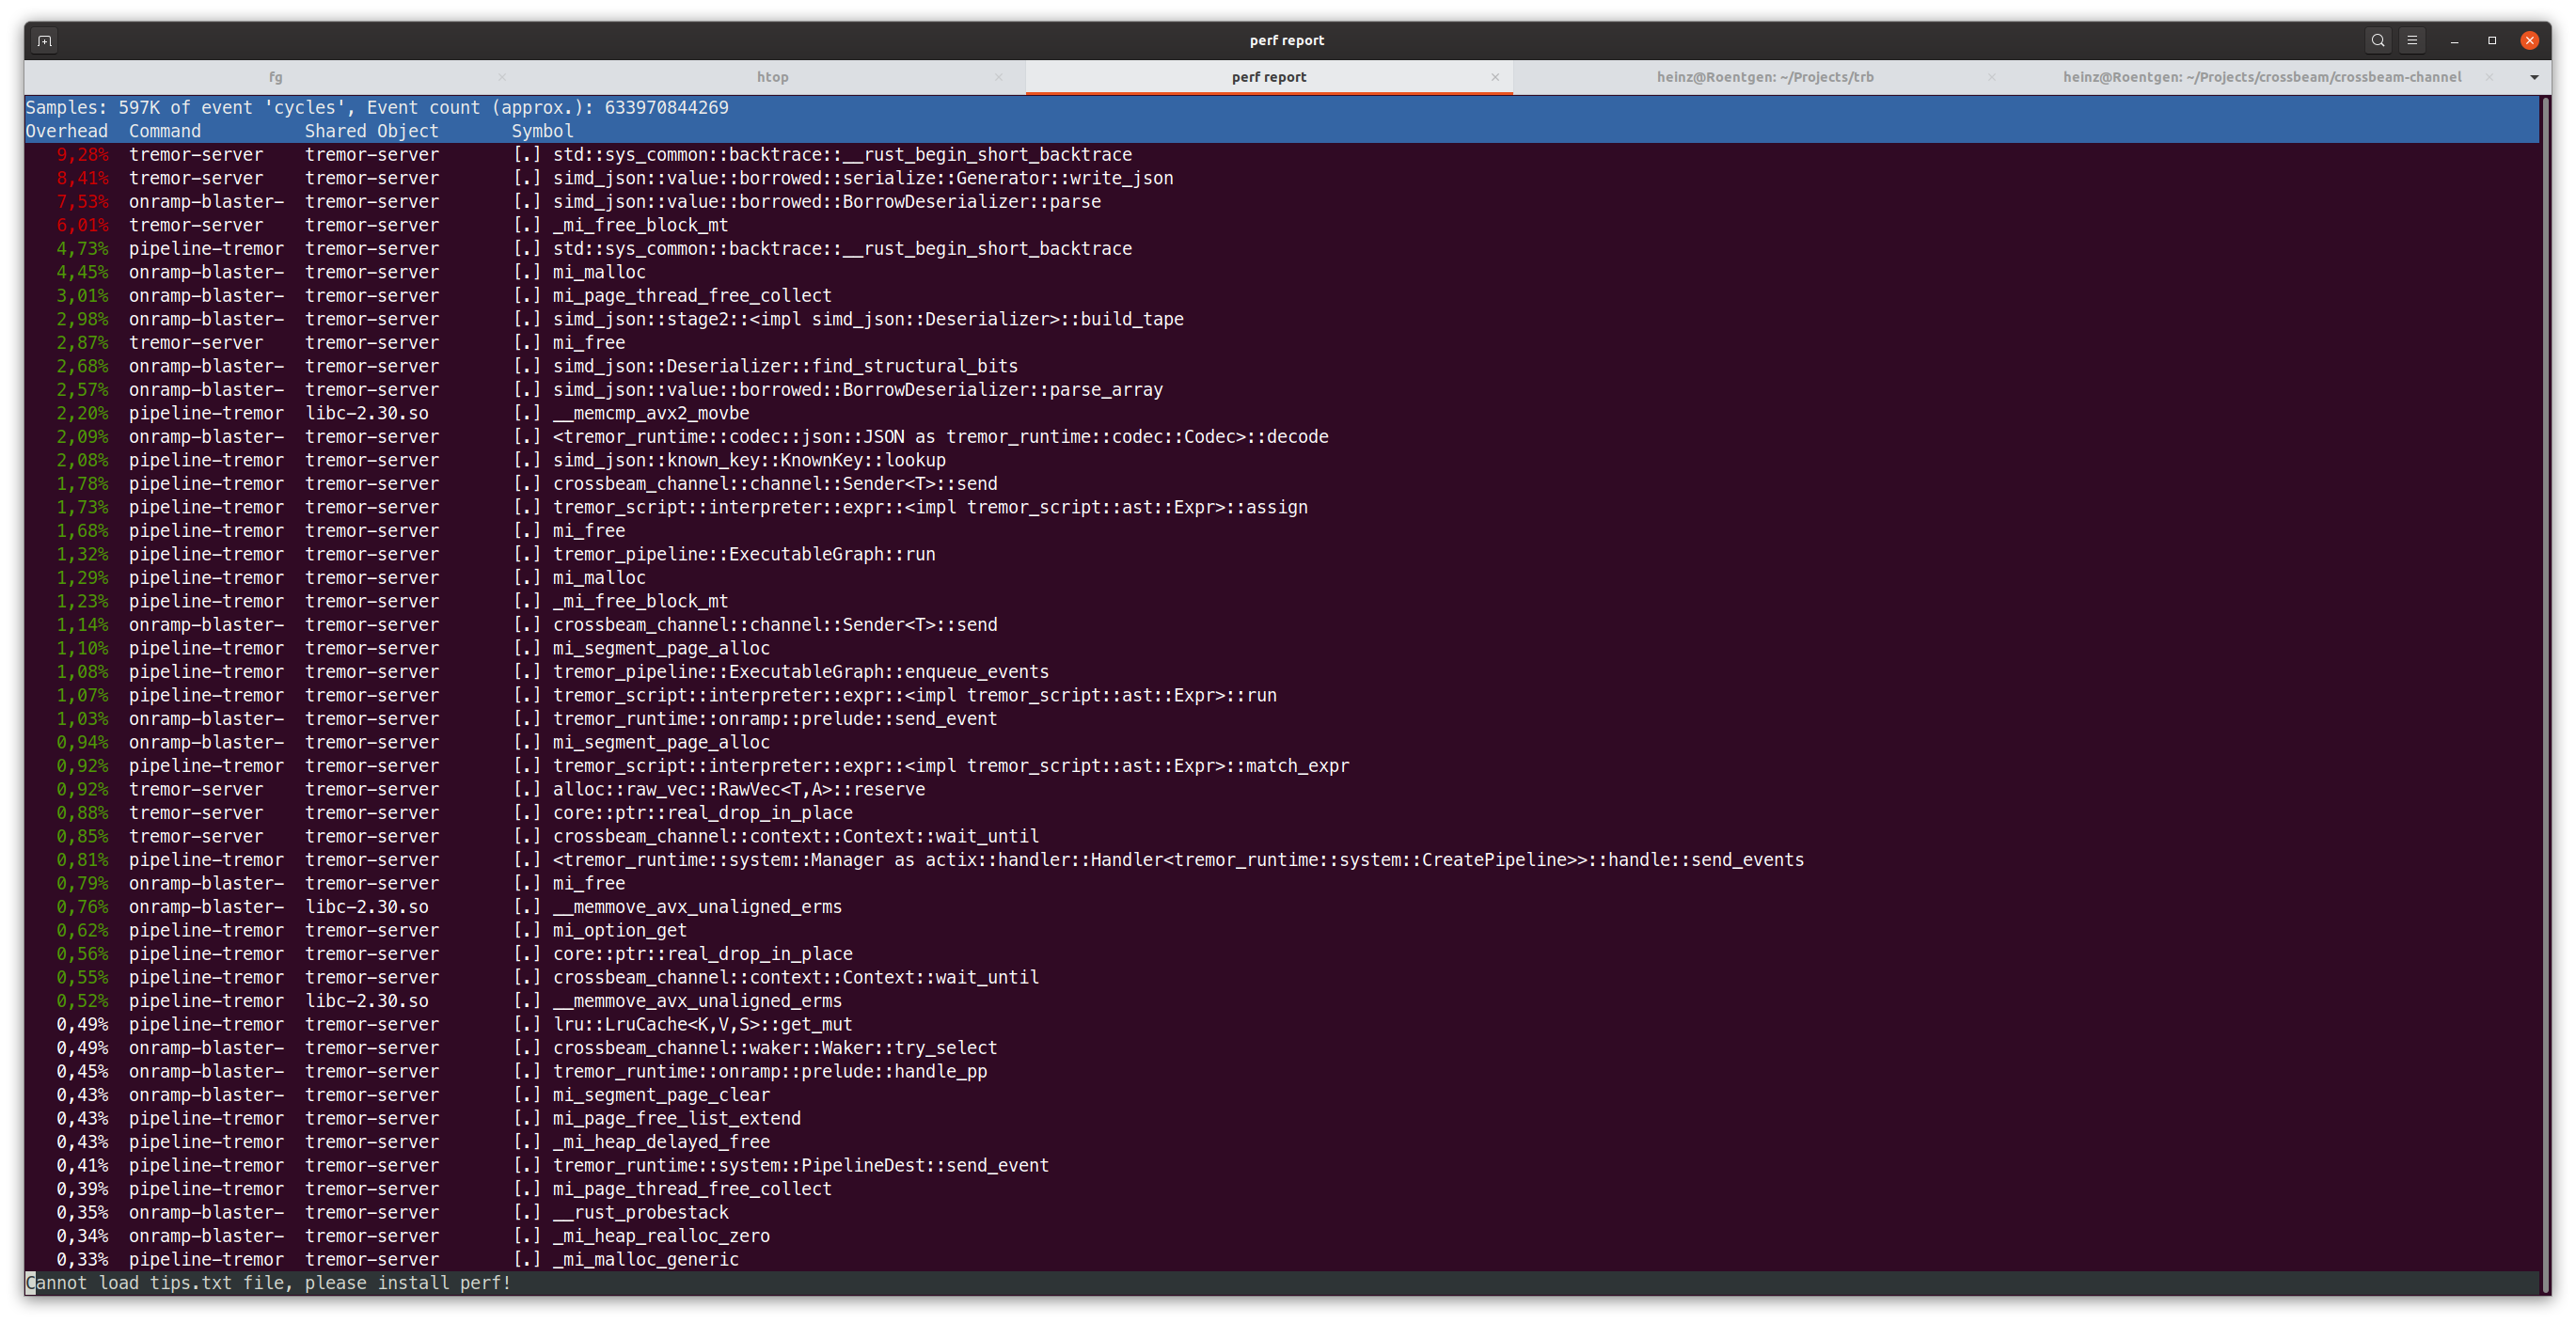 perf report
fg htop perf report heinz@Roentgen: ~/Projects/trb heinz@Roentgen: ~/Projects/crossbeam/crossbeam-channel
Samples: 597K of event 'cycles', Event count (approx.): 633970844269
Overhead Command Shared Object Symbol
9,28% tremor-server tremor-server [.] std::sys_common::backtrace::__rust_begin_short_backtrace
8,41% tremor-server tremor-server [.] simd_json::value::borrowed::serialize::Generator::write_json
7,53% onramp-blaster- tremor-server [.] simd_json::value::borrowed::BorrowDeserializer::parse
6,01% tremor-server tremor-server [.] _mi_free_block_mt
4,73% pipeline-tremor tremor-server [.] std::sys_common::backtrace::__rust_begin_short_backtrace
4,45% onramp-blaster- tremor-server [.] mi_malloc
3,01% onramp-blaster- tremor-server [.] mi_page_thread_free_collect
2,98% onramp-blaster- tremor-server [.] simd_json::stage2::<impl simd_json::Deserializer>::build_tape
2,87% tremor-server tremor-server [.] mi_free
2,68% onramp-blaster- tremor-server [.] simd_json::Deserializer::find_structural_bits
2,57% onramp-blaster- tremor-server [.] simd_json::value::borrowed::BorrowDeserializer::parse_array
2,20% pipeline-tremor libc-2.30.so [.] __memcmp_avx2_movbe
2,09% onramp-blaster- tremor-server [.] <tremor_runtime::codec::json::JSON as tremor_runtime::codec::Codec>::decode
2,08% pipeline-tremor tremor-server [.] simd_json::known_key::KnownKey::lookup
1,78% pipeline-tremor tremor-server [.] crossbeam_channel::channel::Sender<T>::send
1,73% pipeline-tremor tremor-server [.] tremor_script::interpreter::expr::<impl tremor_script::ast::Expr>::assign
1,68% pipeline-tremor tremor-server [.] mi_free
1,32% pipeline-tremor tremor-server [.] tremor_pipeline::ExecutableGraph::run
1,29% pipeline-tremor tremor-server [.] mi_malloc
1,23% pipeline-tremor tremor-server [.] _mi_free_block_mt
1,14% onramp-blaster- tremor-server [.] crossbeam_channel::channel::Sender<T>::send
1,10% pipeline-tremor tremor-server [.] mi_segment_page_alloc
1,08% pipeline-tremor tremor-server [.] tremor_pipeline::ExecutableGraph::enqueue_events
1,07% pipeline-tremor tremor-server [.] tremor_script::interpreter::expr::<impl tremor_script::ast::Expr>::run
1,03% onramp-blaster- tremor-server [.] tremor_runtime::onramp::prelude::send_event
0,94% onramp-blaster- tremor-server [.] mi_segment_page_alloc
0,92% pipeline-tremor tremor-server [.] tremor_script::interpreter::expr::<impl tremor_script::ast::Expr>::match_expr
0,92% tremor-server tremor-server [.] alloc::raw_vec::RawVec<T,A>::reserve
0,88% tremor-server tremor-server [.] core::ptr::real_drop_in_place
0,85% tremor-server tremor-server [.] crossbeam_channel::context::Context::wait_until
0,81% pipeline-tremor tremor-server [.] <tremor_runtime::system::Manager as actix::handler::Handler<tremor_runtime::system::CreatePipeline>>::handle::send_events
0,79% onramp-blaster- tremor-server [.] mi_free
0,76% onramp-blaster- libc-2.30.so [.] __memmove_avx_unaligned_erms
0,62% pipeline-tremor tremor-server [.] mi_option_get
0,56% pipeline-tremor tremor-server [.] core::ptr::real_drop_in_place
0,55% pipeline-tremor tremor-server [.] crossbeam_channel::context::Context::wait_until
0,52% pipeline-tremor libc-2.30.so [.] __memmove_avx_unaligned_erms
0,49% pipeline-tremor tremor-server [.] lru::LruCache<K,V,S>::get_mut
0,49% onramp-blaster- tremor-server [.] crossbeam_channel::waker::Waker::try_select
0,45% onramp-blaster- tremor-server [.] tremor_runtime::onramp::prelude::handle_pp
0,43% onramp-blaster- tremor-server [.] mi_segment_page_clear
0,43% pipeline-tremor tremor-server [.] mi_page_free_list_extend
0,43% pipeline-tremor tremor-server [.] _mi_heap_delayed_free
0,41% pipeline-tremor tremor-server [.] tremor_runtime::system::PipelineDest::send_event
0,39% pipeline-tremor tremor-server [.] mi_page_thread_free_collect
0,35% onramp-blaster- tremor-server [.] __rust_probestack
0,34% onramp-blaster- tremor-server [.] _mi_heap_realloc_zero
0,33% pipeline-tremor tremor-server [.] _mi_malloc_generic
Cannot load tips.txt file, please install perf!